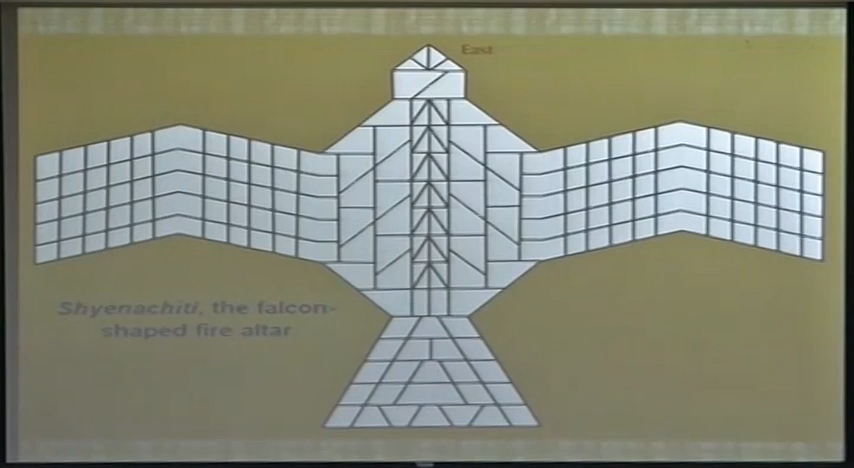 East
Shyenachiti, the falcon-
shaped fire altar